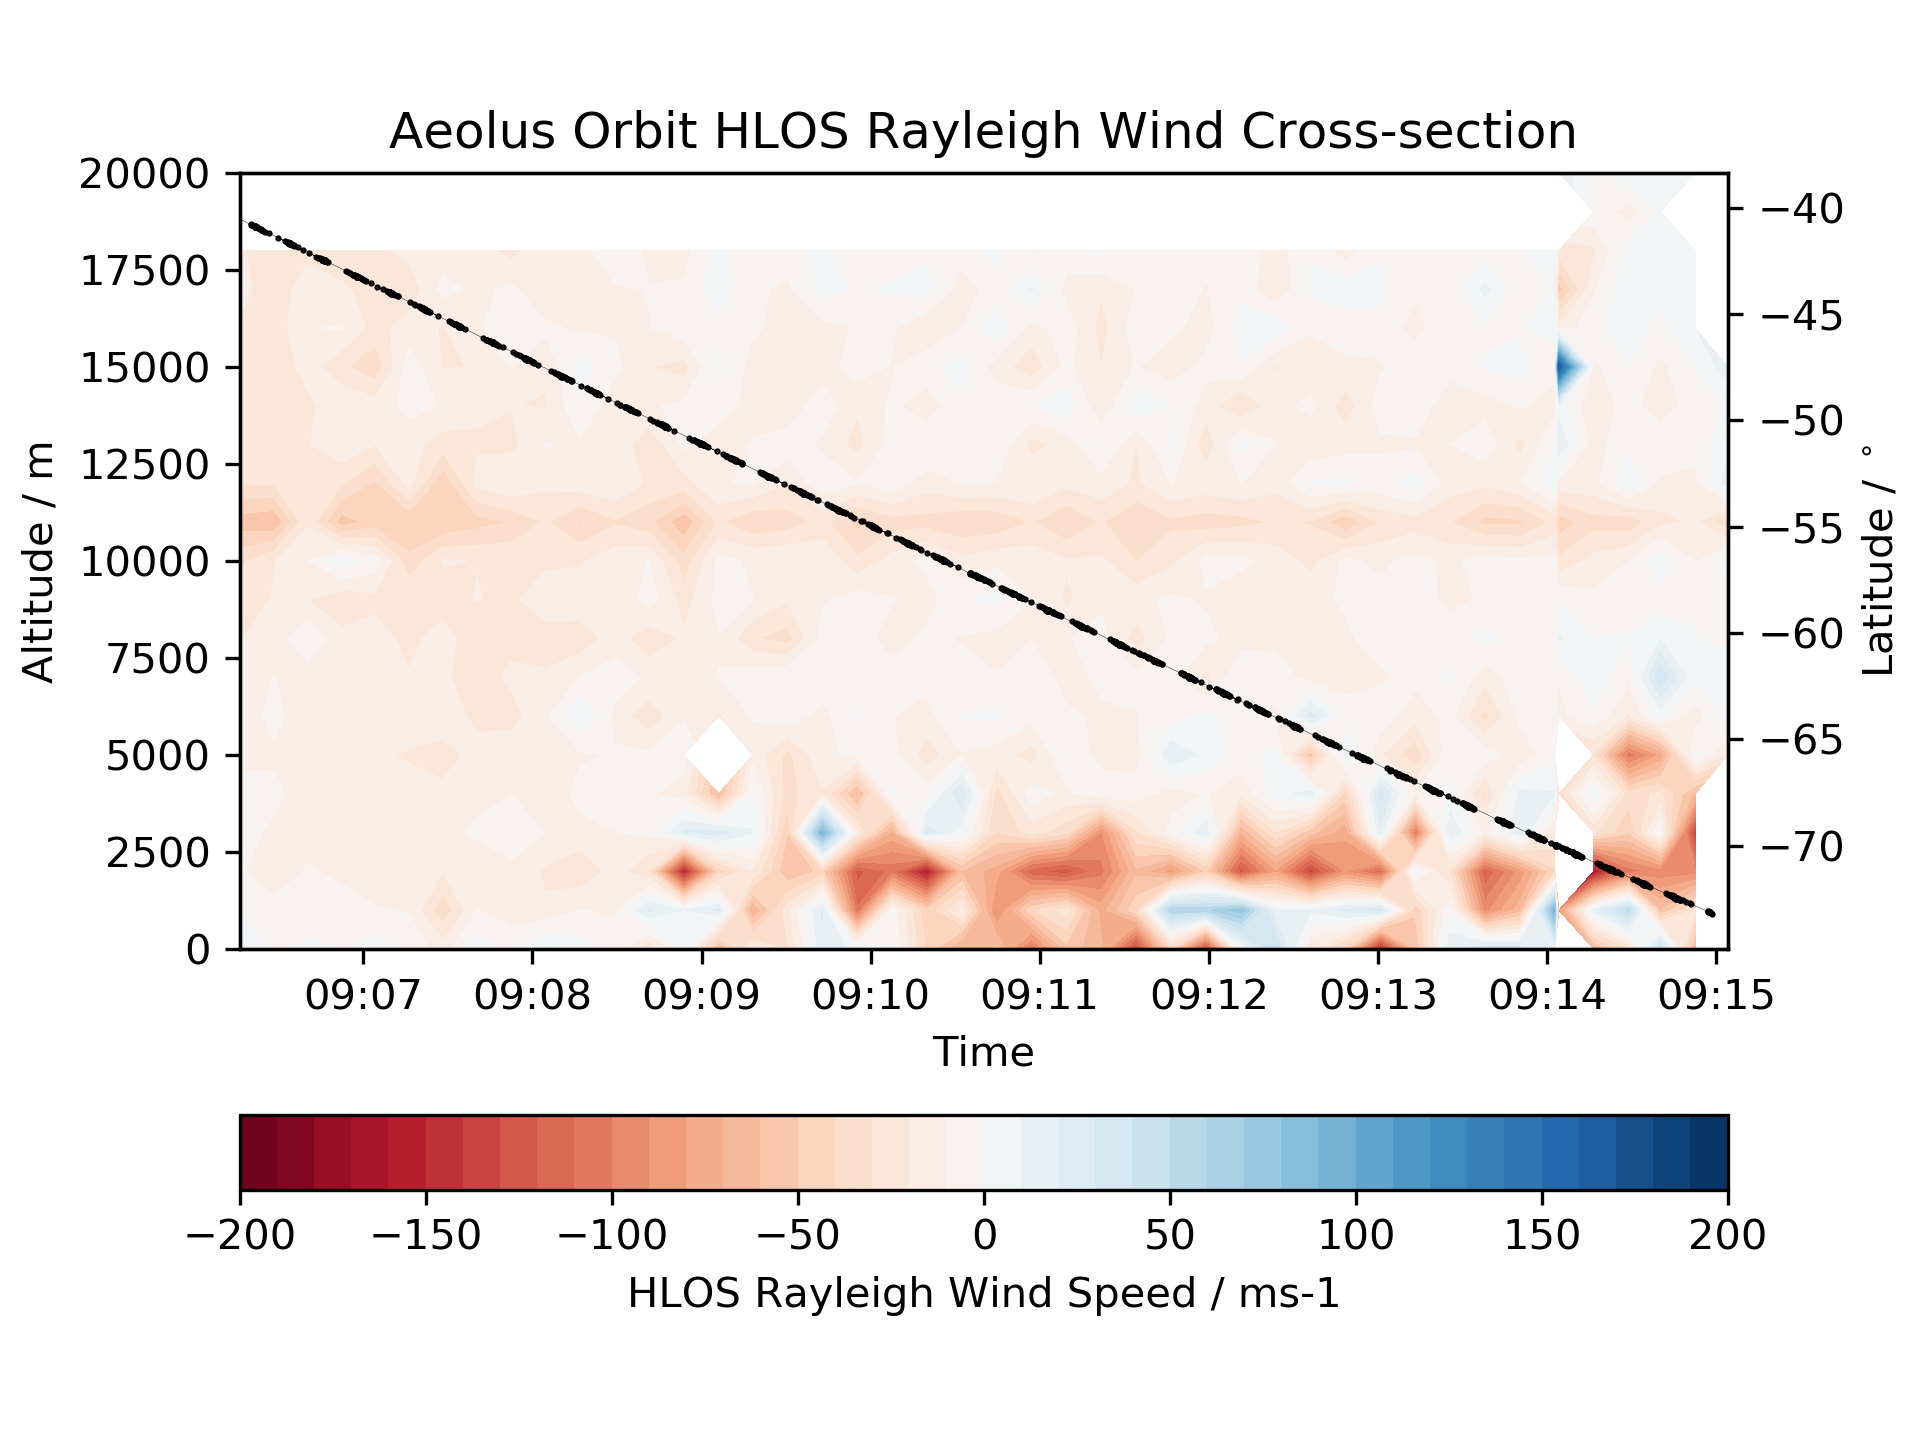 Aeolus Orbit HLOS Rayleigh Wind Cross-section
20000
17500
15000
12500
10000
7500
5000
2500
0
Altitude / m
−40
−45
−50
−55
−60
−65
−70
Latitude / °
09:07 09:08 09:09 09:10 09:11 09:12 09:13 09:14 09:15
Time
−200 −150 −100 −50 0 50 100 150 200
HLOS Rayleigh Wind Speed / ms-1